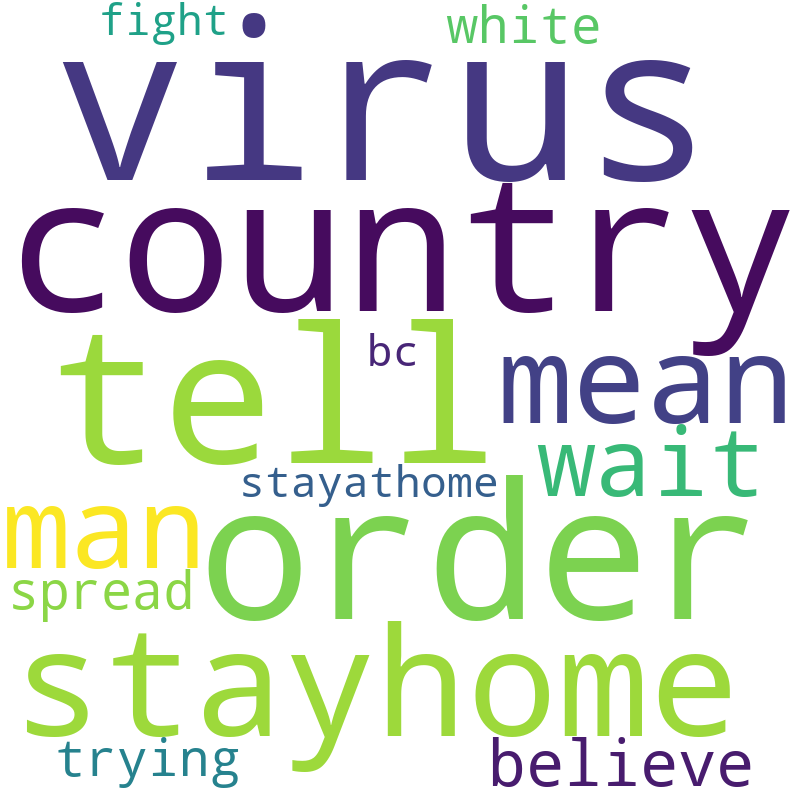 fight white
virus
country
tell
bc
mean
wait
stayathome
man
order
spread
stayhome
trying believe